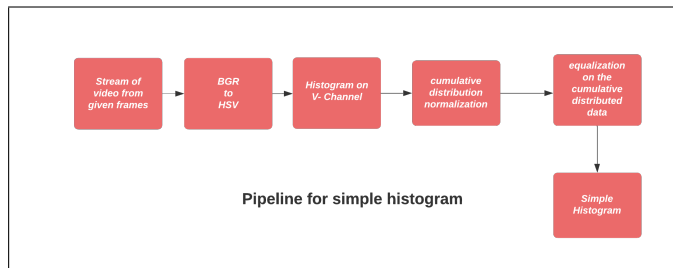 Stream of
video from
given frames
BGR
to
HSV
Histogram on
V- Channel
cumulative
distribution
normalization
equalization
on the
cumulative
distributed
data
Simple
Histogram
Pipeline for simple histogram